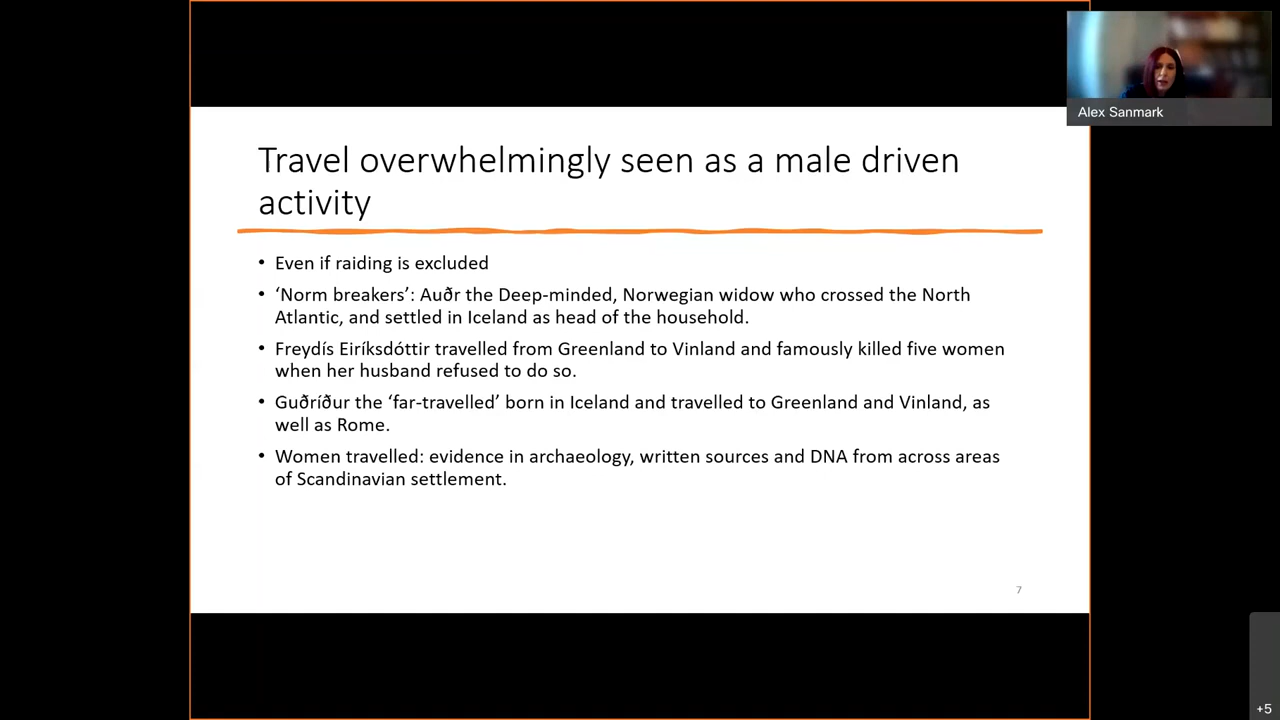 Alex Sanmark
Travel overwhelmingly seen as a male driven
activity
• Even if raiding is excluded
• ‘Norm breakers’: Auðr the Deep-minded, Norwegian widow who crossed the North
Atlantic, and settled in Iceland as head of the household.
• Freydís Eiríksdóttir travelled from Greenland to Vinland and famously killed five women
when her husband refused to do so.
• Guðríður the ‘far-travelled’ born in Iceland and travelled to Greenland and Vinland, as
well as Rome.
• Women travelled: evidence in archaeology, written sources and DNA from across areas
of Scandinavian settlement.
7
+5